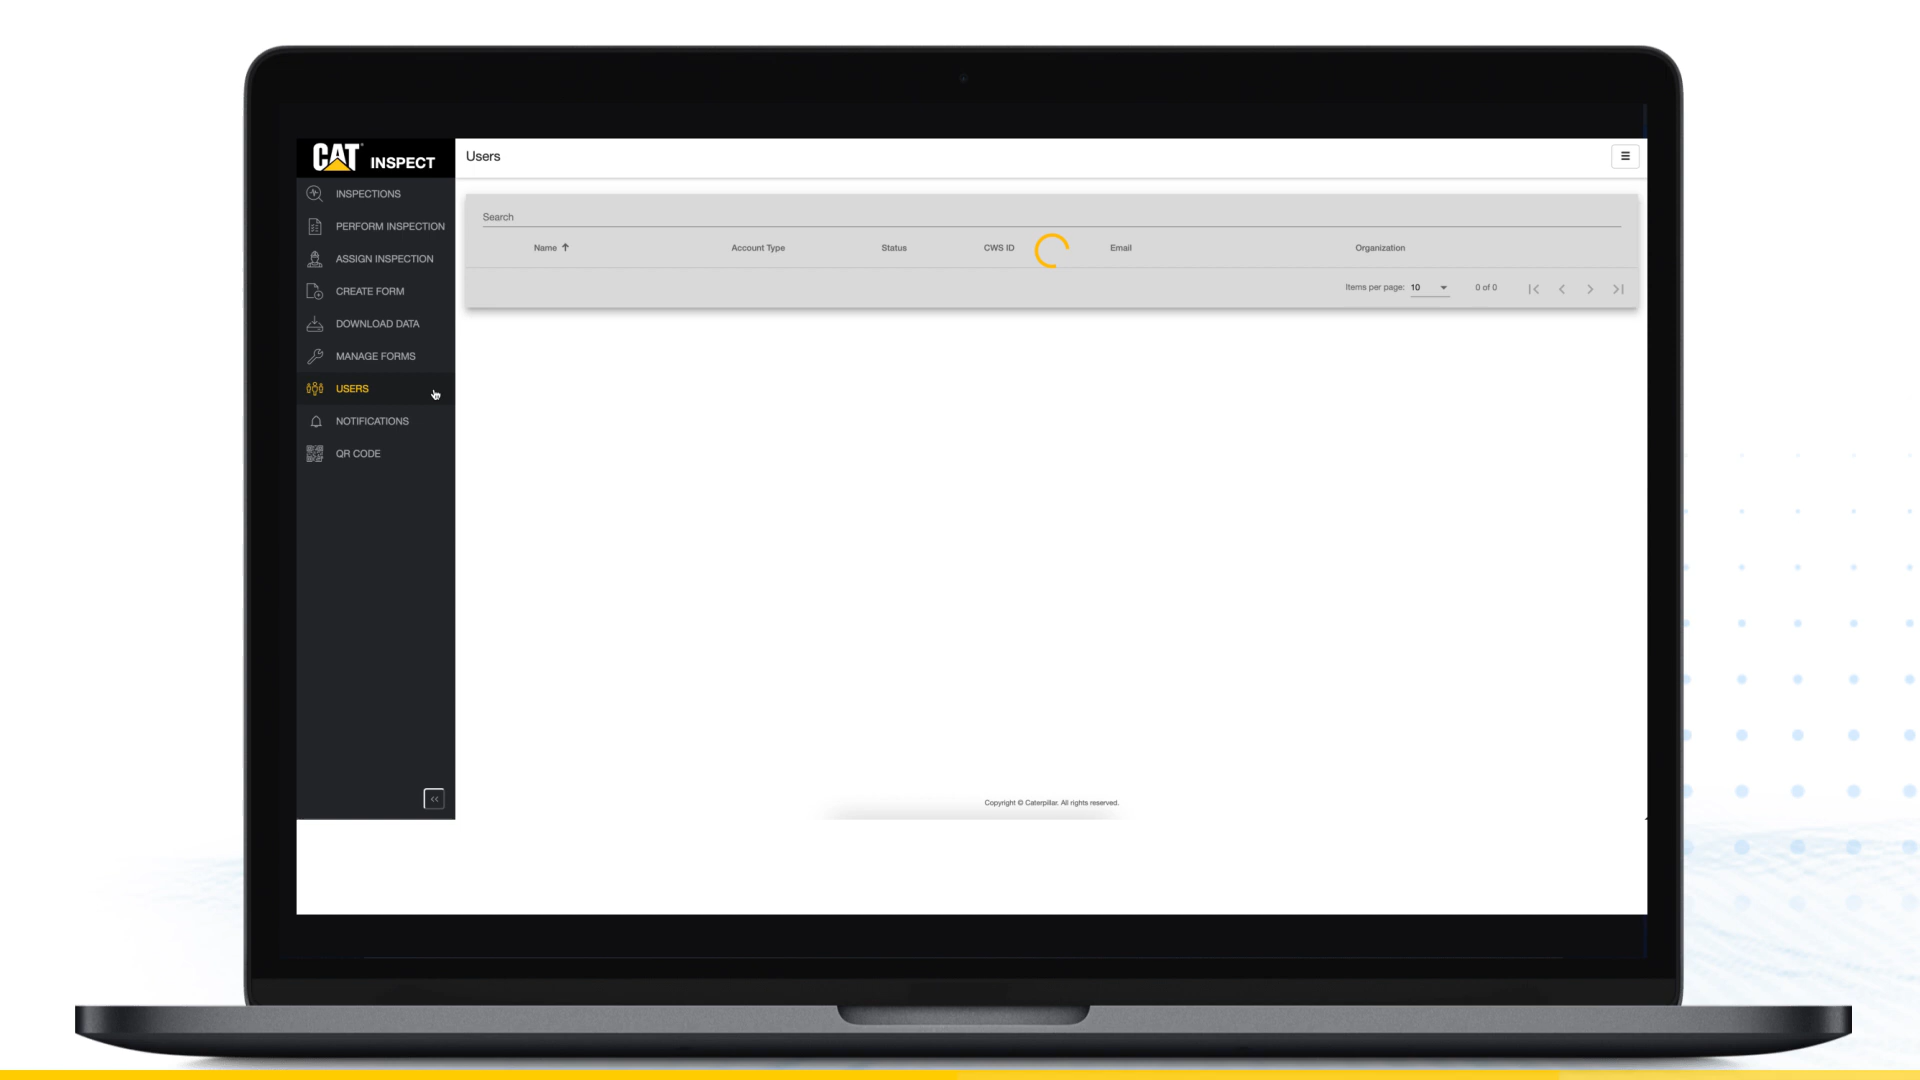 CAT INSPECT
Users
INSPECTIONS
PERFORM INSPECTION
ASSIGN INSPECTION
CREATE FORM
DOWNLOAD DATA
MANAGE FORMS
USERS
NOTIFICATIONS
QR CODE
Search
Name Account Type Status CWS ID Email Organization
Items per page: 10 0 of 0
Copyright © Caterpillar. All rights reserved.